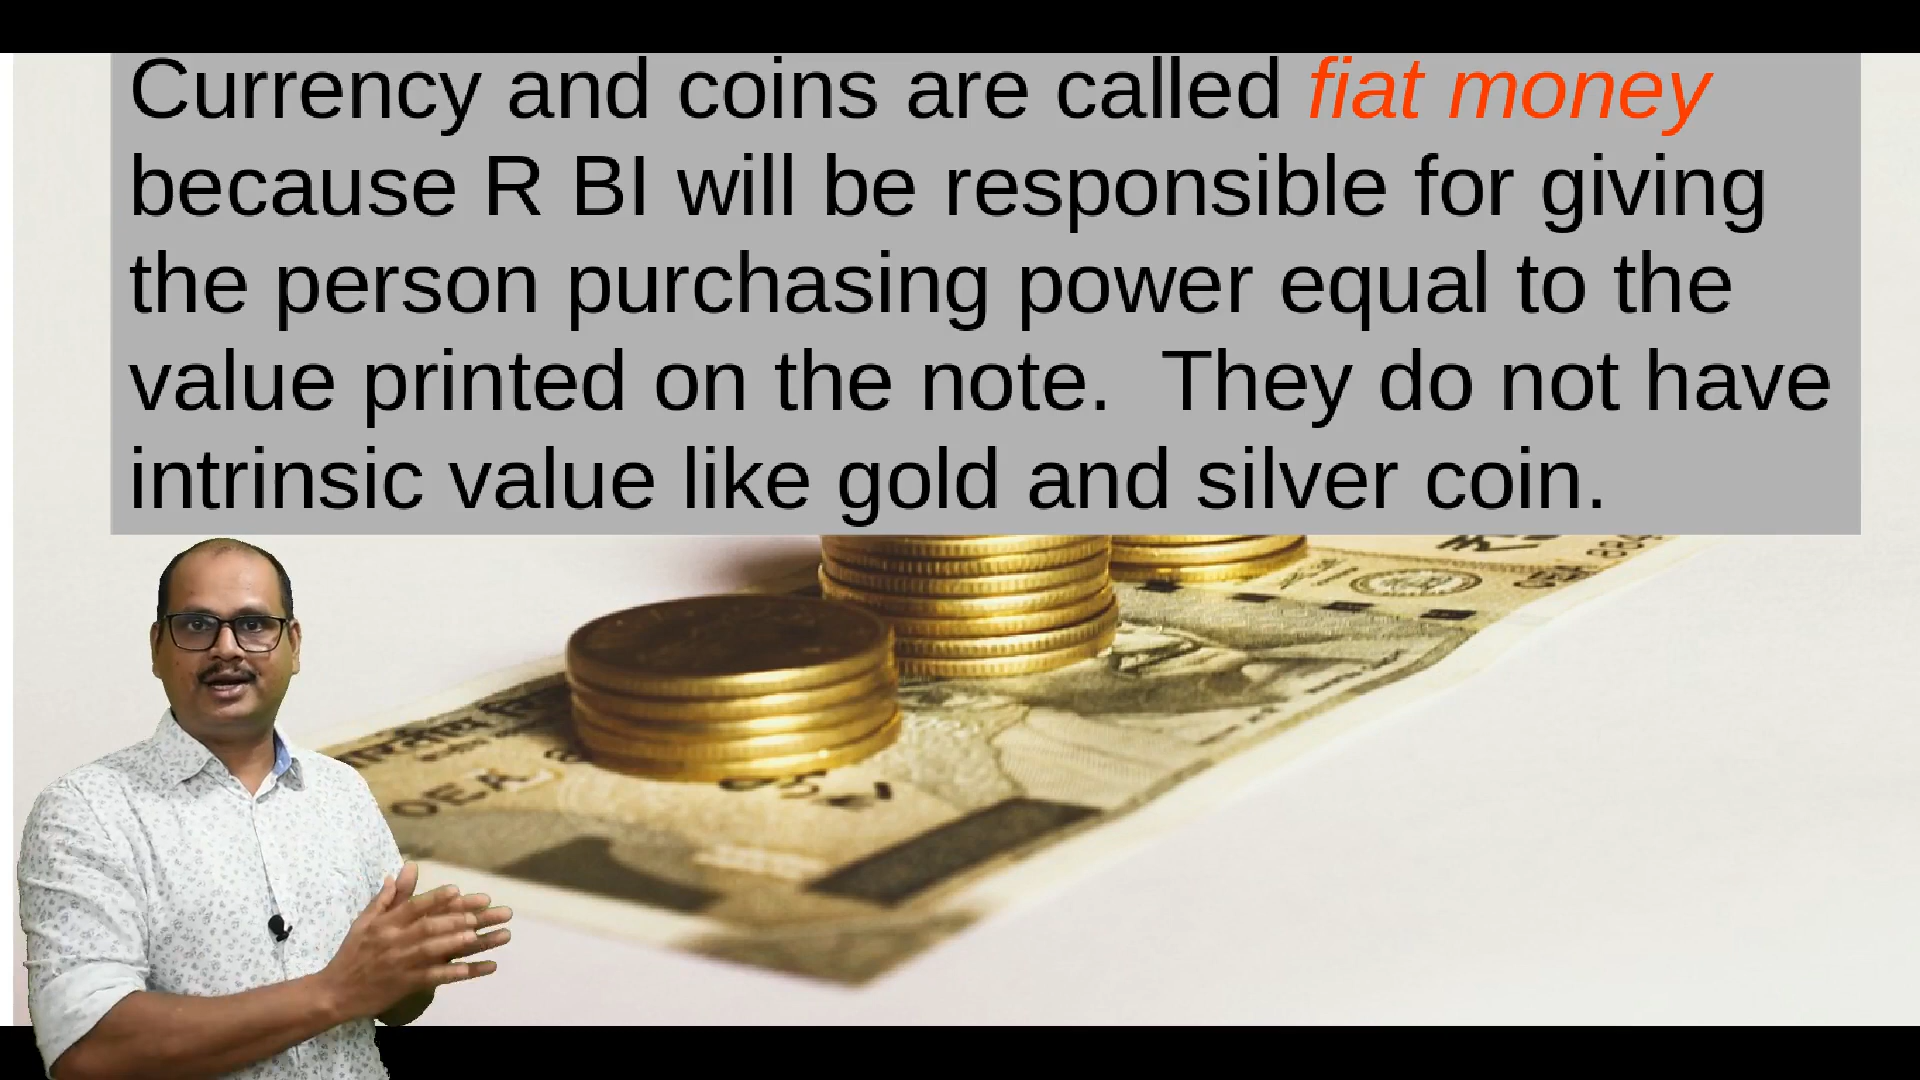 Currency and coins are called fiat money
because R BI will be responsible for giving
the person purchasing power equal to the
value printed on the note.  They do not have
intrinsic value like gold and silver coin.
OEA